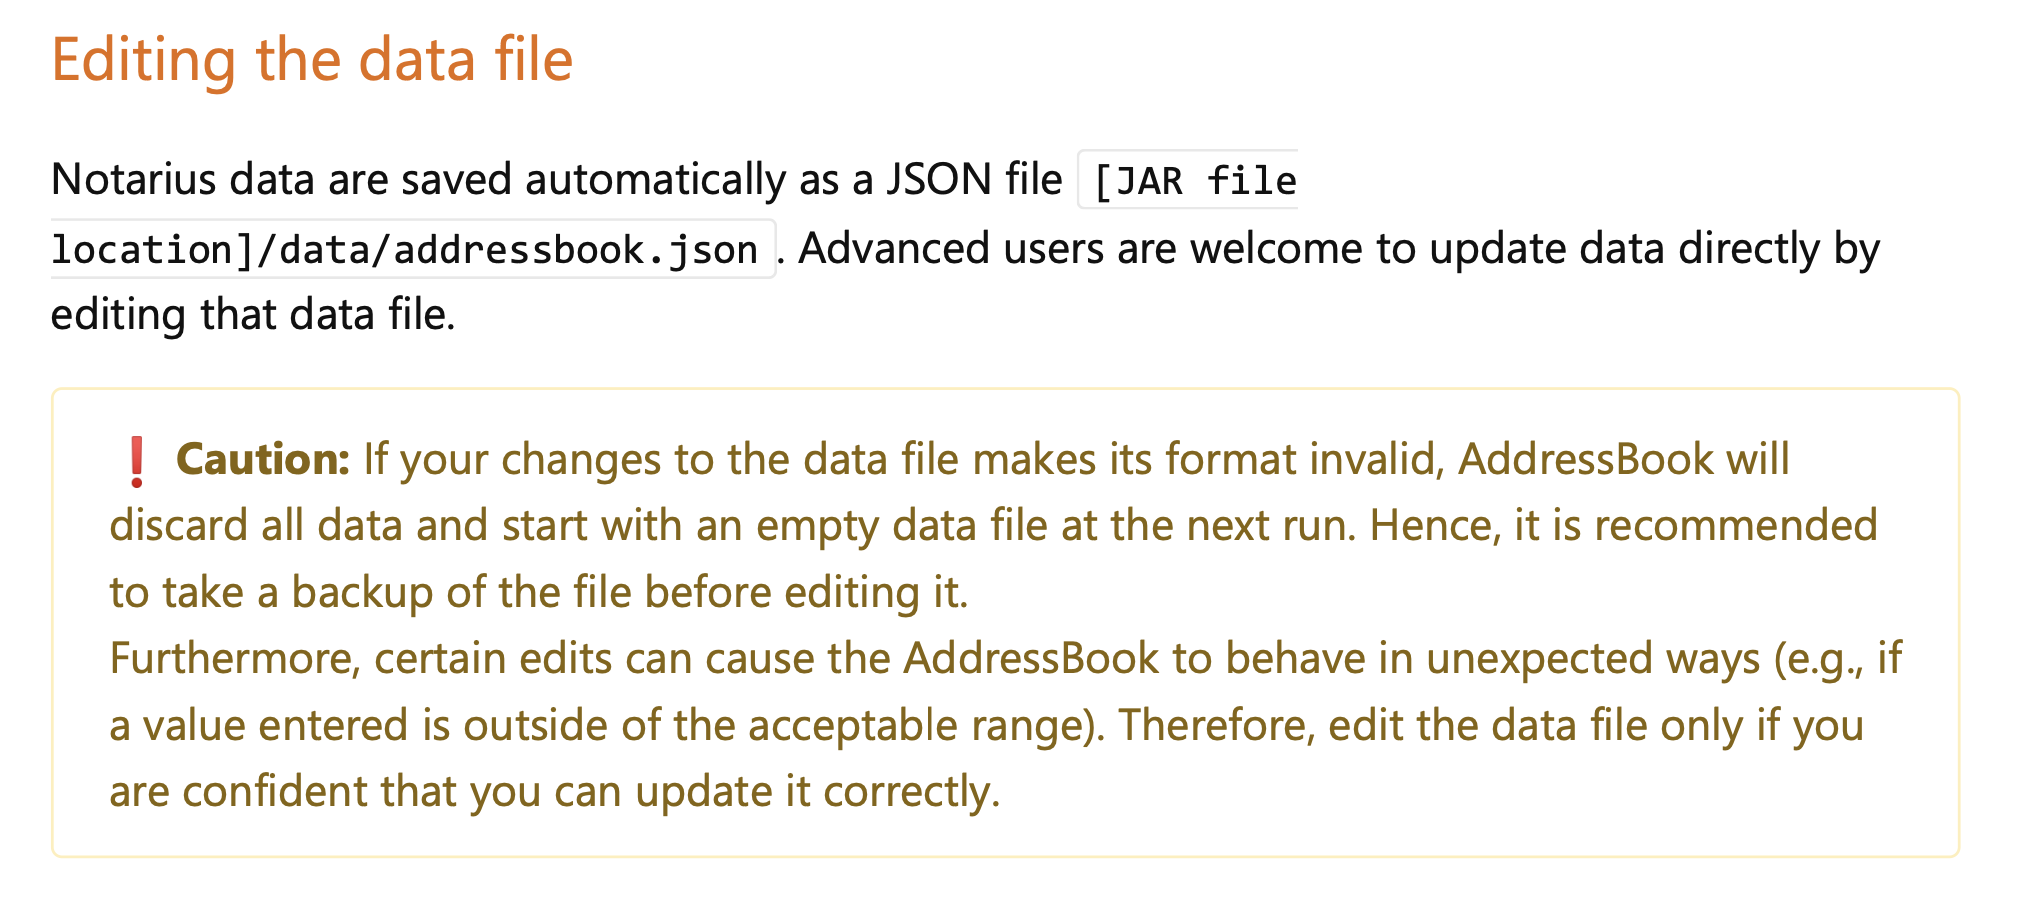 Editing the data file
Notarius data are saved automatically as a JSON file [JAR file
location]/data/addressbook.json. Advanced users are welcome to update data directly by
editing that data file.
❗ Caution: If your changes to the data file makes its format invalid, AddressBook will
discard all data and start with an empty data file at the next run. Hence, it is recommended
to take a backup of the file before editing it.
Furthermore, certain edits can cause the AddressBook to behave in unexpected ways (e.g., if
a value entered is outside of the acceptable range). Therefore, edit the data file only if you
are confident that you can update it correctly.